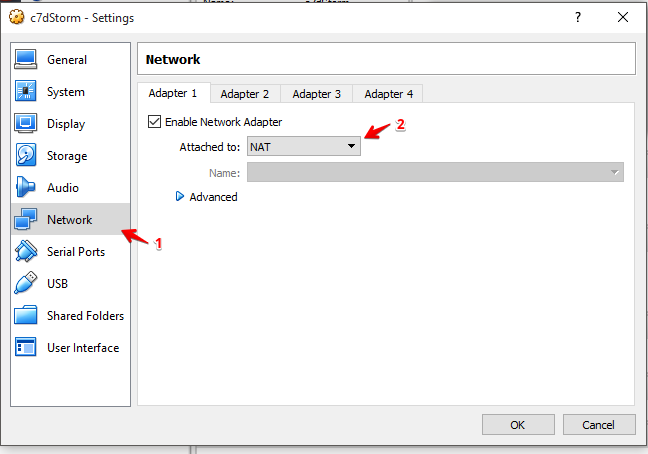 c7dStorm - Settings
?
General
System
Display
Storage
Audio
Network
Serial Ports
USB
Shared Folders
User Interface
Network
Adapter 1 Adapter 2 Adapter 3 Adapter 4
Enable Network Adapter
Attached to: NAT
2
Name:
Advanced
1
OK Cancel